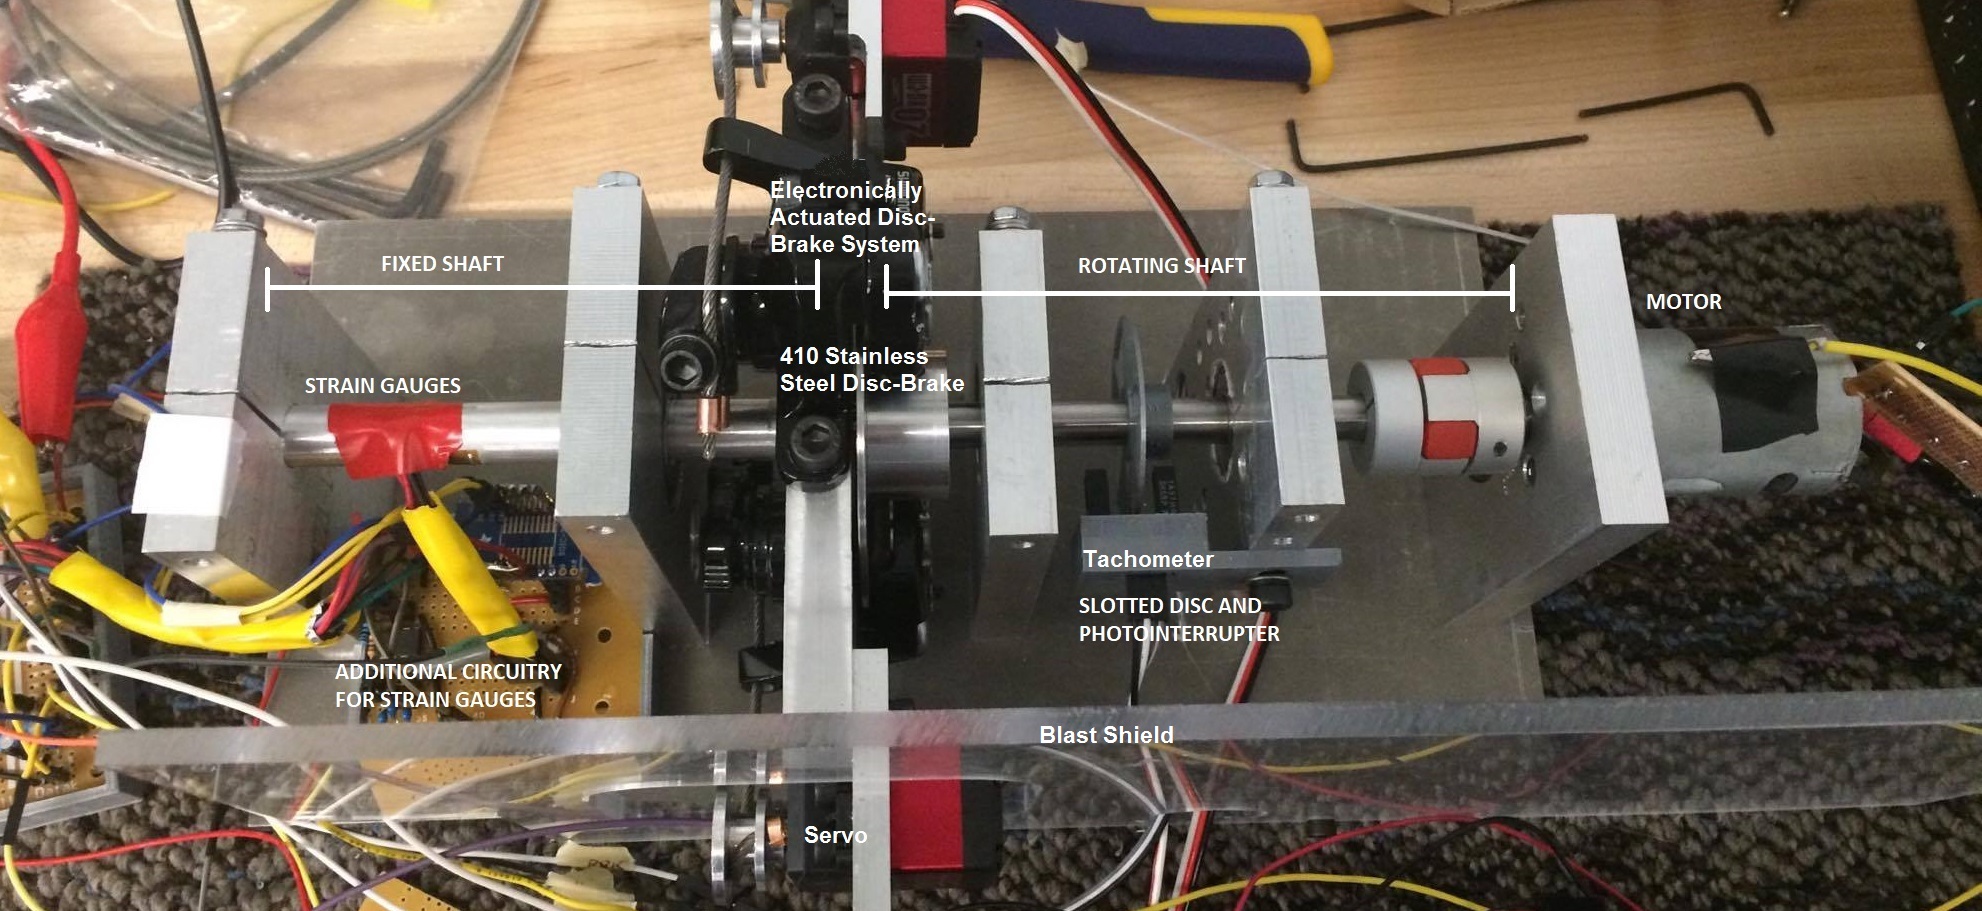 Electronically
Actuated Disc-
Brake System
FIXED SHAFT
ROTATING SHAFT
MOTOR
410 Stainless
Steel Disc-Brake
STRAIN GAUGES
Tachometer
SLOTTED DISC AND
PHOTOINTERRUPTER
ADDITIONAL CIRCUITRY
FOR STRAIN GAUGES
Blast Shield
Servo